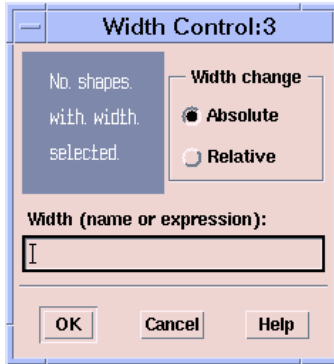 Width Control:3
No. shapes.
with. width.
selected.
Width change
Absolute
Relative
Width (name or expression):
OK
Cancel
Help